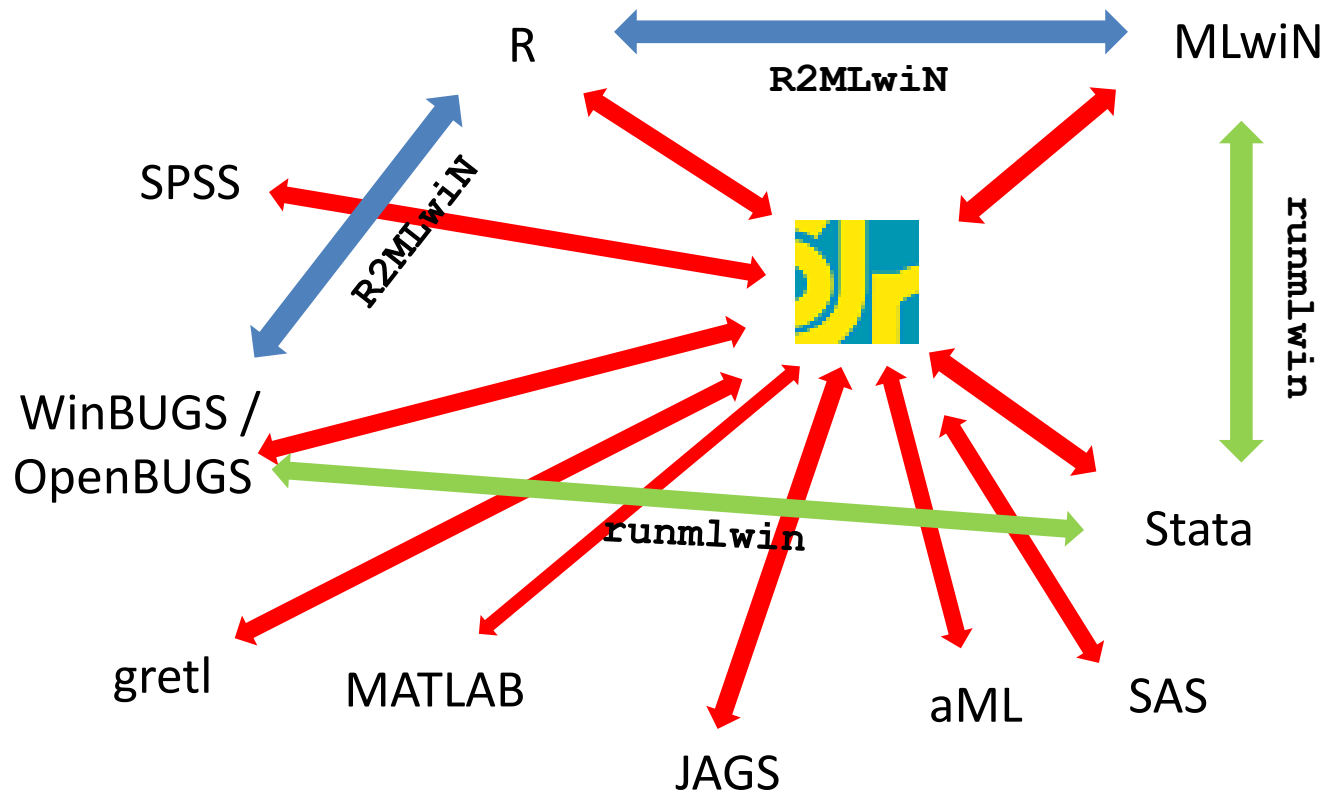 R
MLwiN
R2MLwiN
SPSS
R2MLwiN
runmlwin
WinBUGS /
OpenBUGS
runmlwin
Stata
gretl
MATLAB
aML
SAS
JAGS